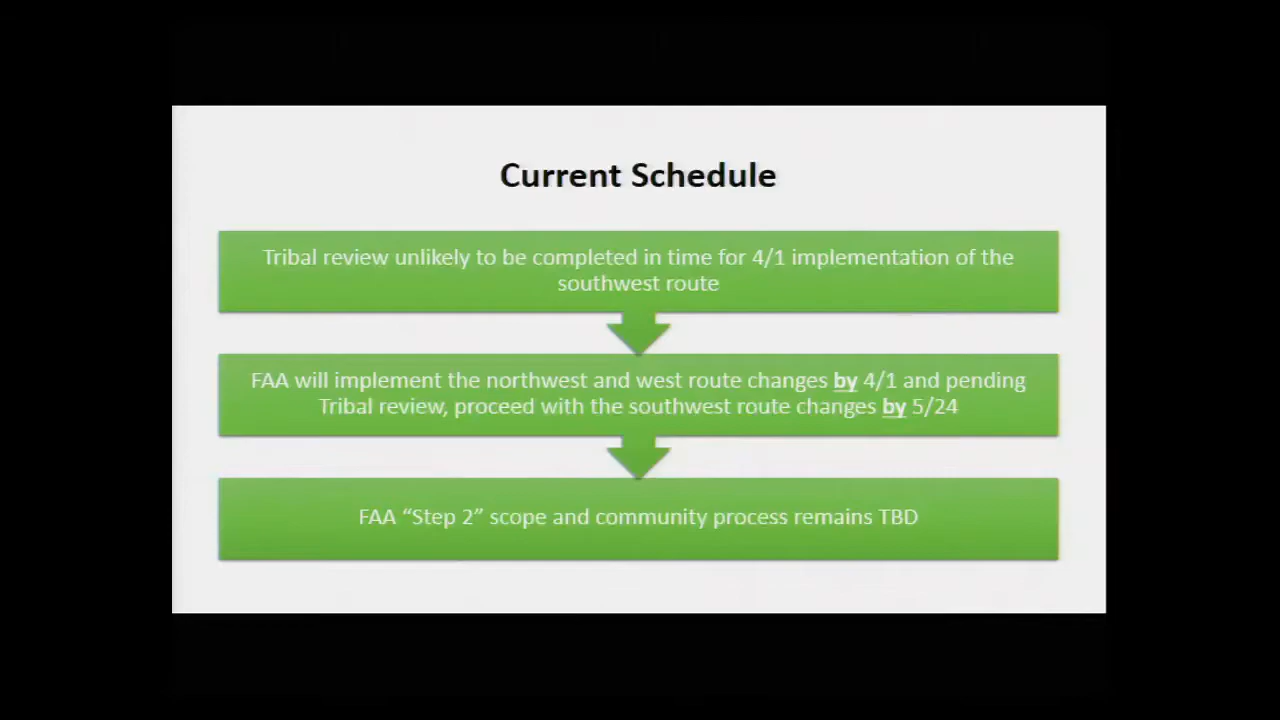 Current Schedule
Tribal review unlikely to be completed in time for 4/1 implementation of the
southwest route
FAA will implement the northwest and west route changes by 4/1 and pending
Tribal review, proceed with the southwest route changes by 5/24
FAA “Step 2” scope and community process remains TBD